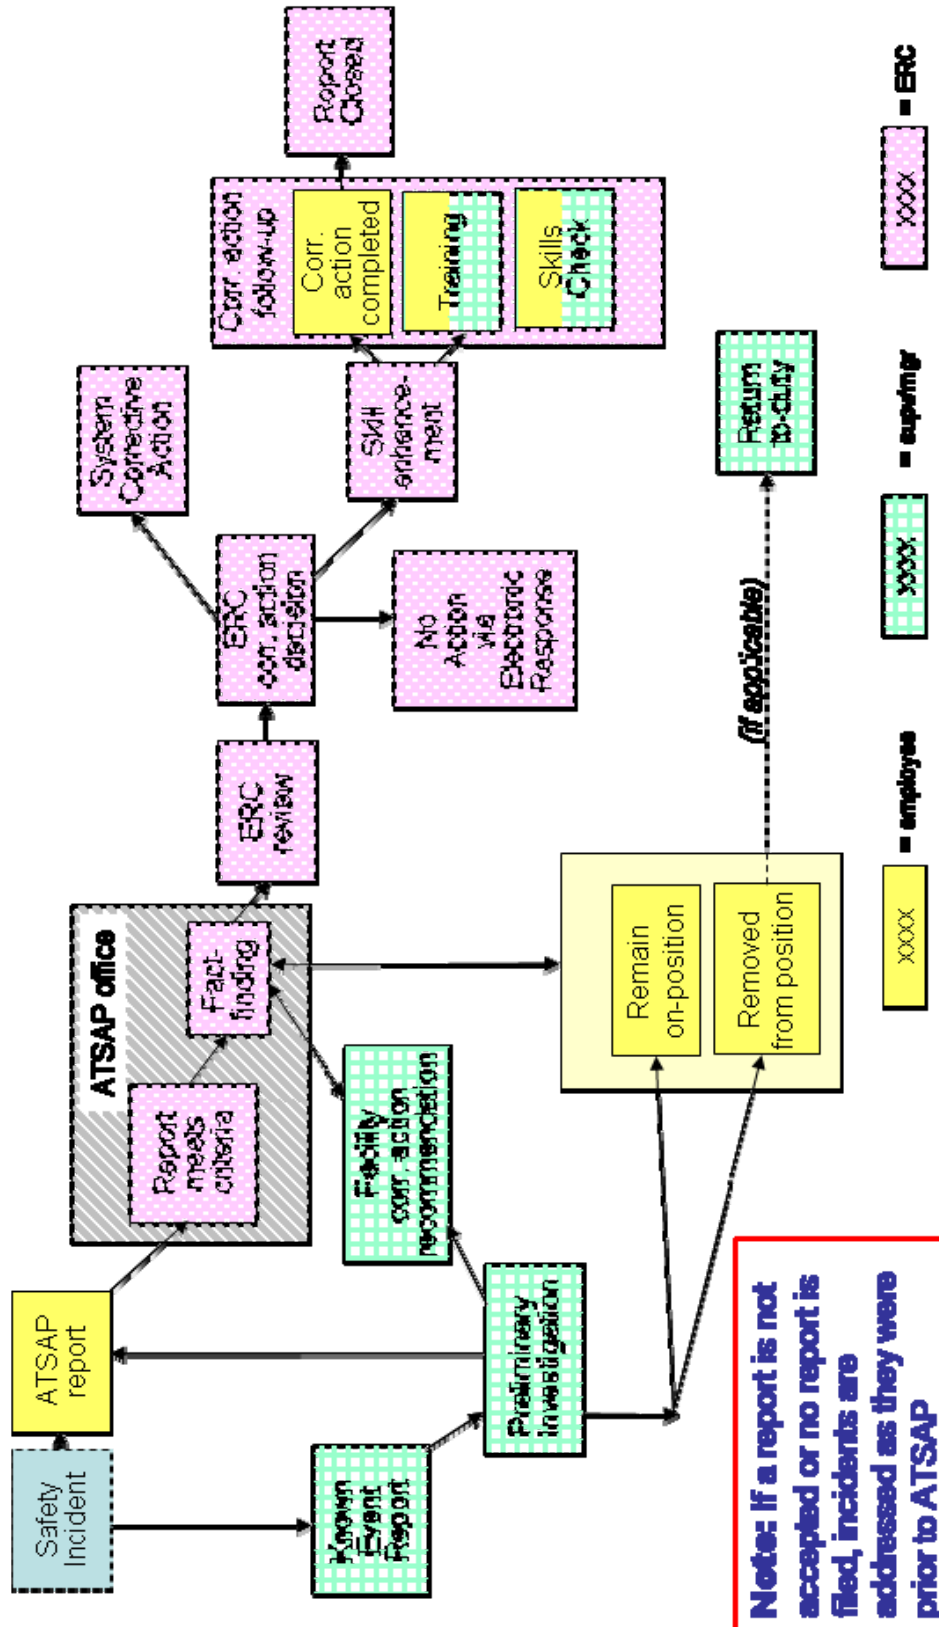 Safety
Incident
ATSAP
report
ATSAP office
Report
meets
criteria
Fact-
finding
ERC
review
ERC
corr. action
decision
System
Corrective
Action
Skill
enhance-
ment
No
Action
via
Electronic
Response
Corr. action
follow-up
Corr.
action
completed
Training
Skills
Check
Report
Closed
Known
Event
Report
Preliminary
Investigation
Facility
corr. action
recommendation
Remain
on-position
Removed
from position
(if applicable)
Return
to-duty
Note: If a report is not
accepted or no report is
filed, incidents are
addressed as they were
prior to ATSAP
xxxx
= employee
xxxx
= supv/mgr
xxxx
= ERC